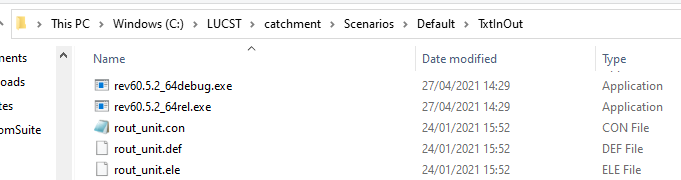 This PC > Windows (C:) > LUCST > catchment > Scenarios > Default > TxtInOut
Name Date modified Type
ments
rev60.5.2_64debug.exe 27/04/2021 14:29 Application
loads
rev60.5.2_64rel.exe 27/04/2021 14:29 Application
tes
rout_unit.con 24/01/2021 15:52 CON File
omSuite
rout_unit.def 24/01/2021 15:52 DEF File
rout_unit.ele 24/01/2021 15:52 ELE File